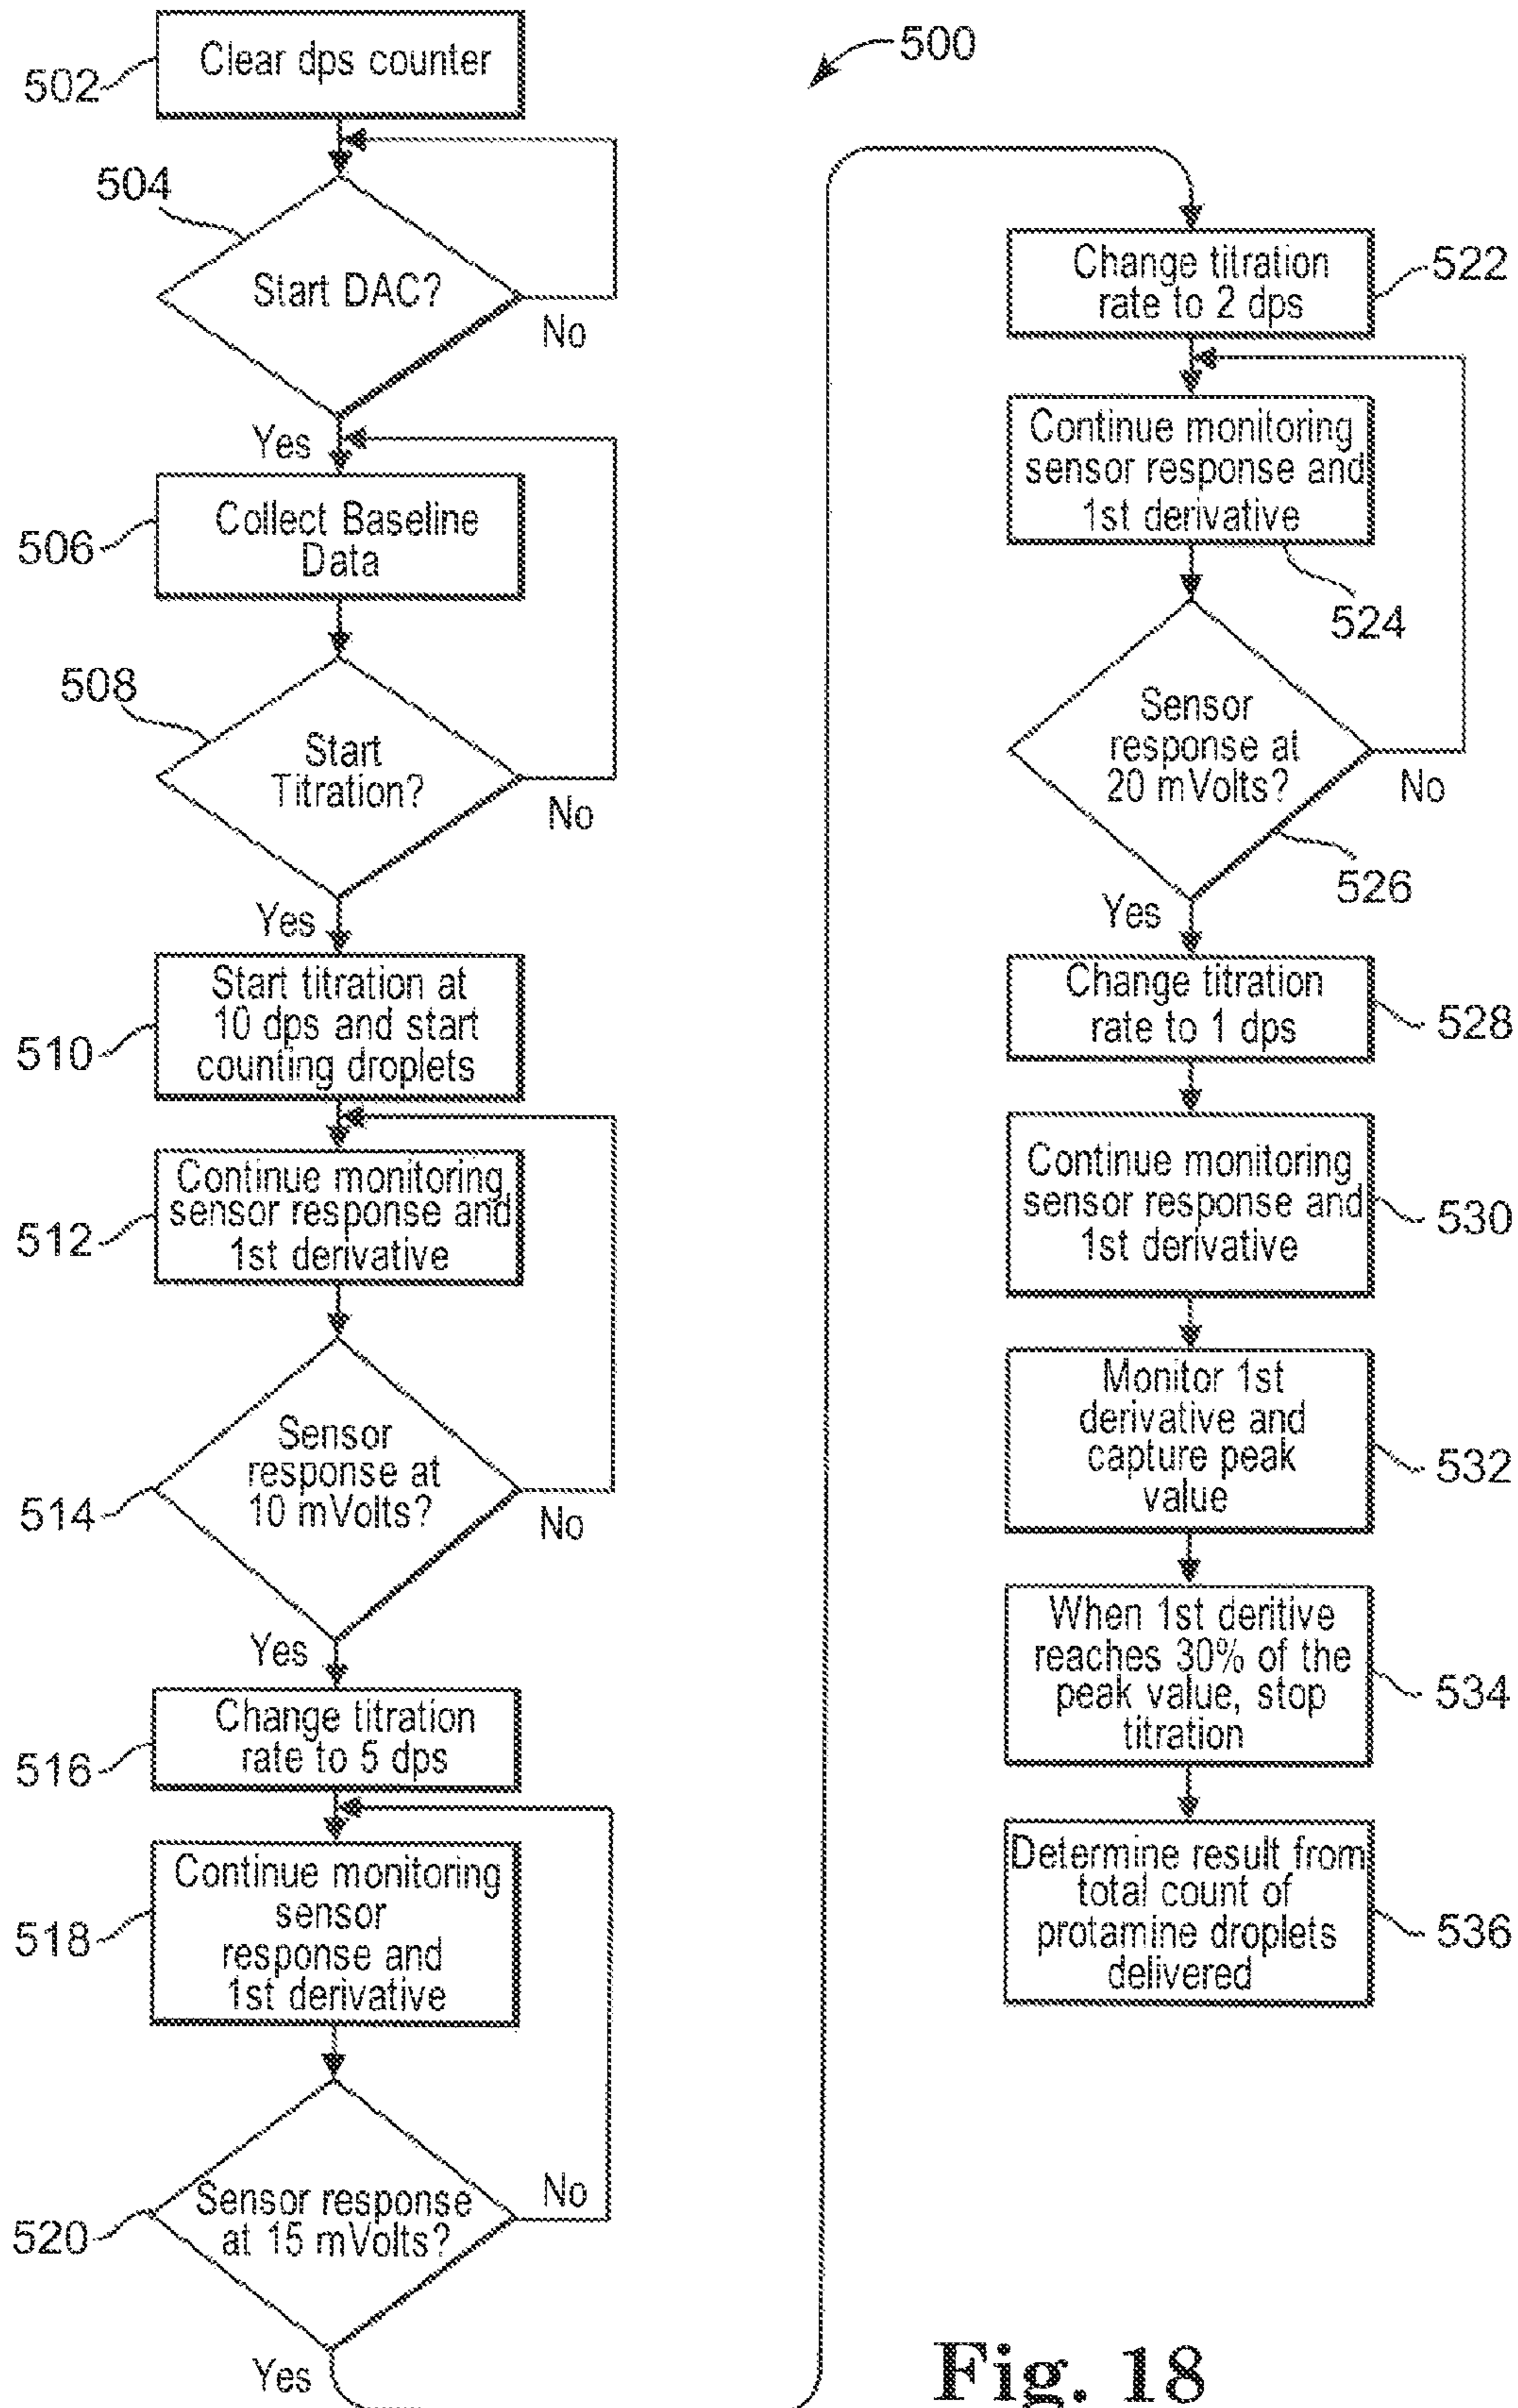 Clear dps counter
502
500
504
Start DAC?
No
Yes
Collect Baseline
Data
506
508
Start
Titration?
No
Yes
Start titration at
10 dps and start
counting droplets
510
Continue monitoring
sensor response and
1st derivative
512
Sensor
response at
10 mVolts?
514
No
Yes
Change titration
rate to 5 dps
516
Continue monitoring
sensor
response and
1st derivative
518
Sensor response
at 15 mVolts?
No
520
Yes
Change titration
rate to 2 dps
522
Continue monitoring
sensor response and
1st derivative
524
Sensor
response at
20 mVolts?
No
526
Yes
Change titration
rate to 1 dps
528
Continue monitoring
sensor response and
1st derivative
530
Monitor 1st
derivative and
capture peak
value
532
When 1st deritive
reaches 30% of the
peak value, stop
titration
534
Determine result from
total count of
protamine droplets
delivered
536
Fig. 18